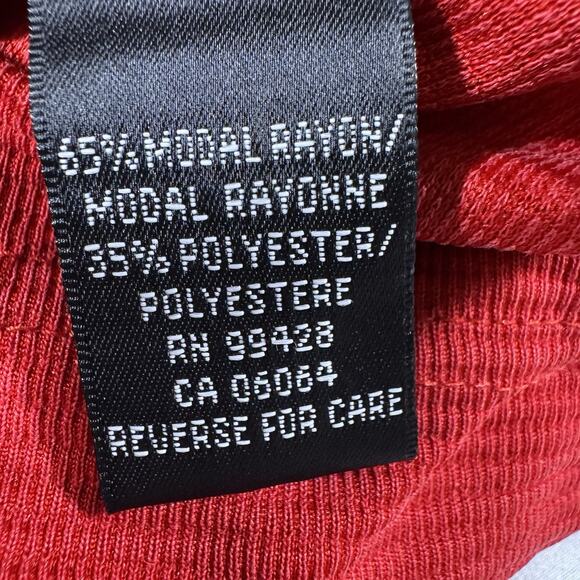 65% MODAL RAYON/
MODAL RAYONNE
35% POLYESTER/
POLYESTERE
RN 99428
CA 06064
REVERSE FOR CARE